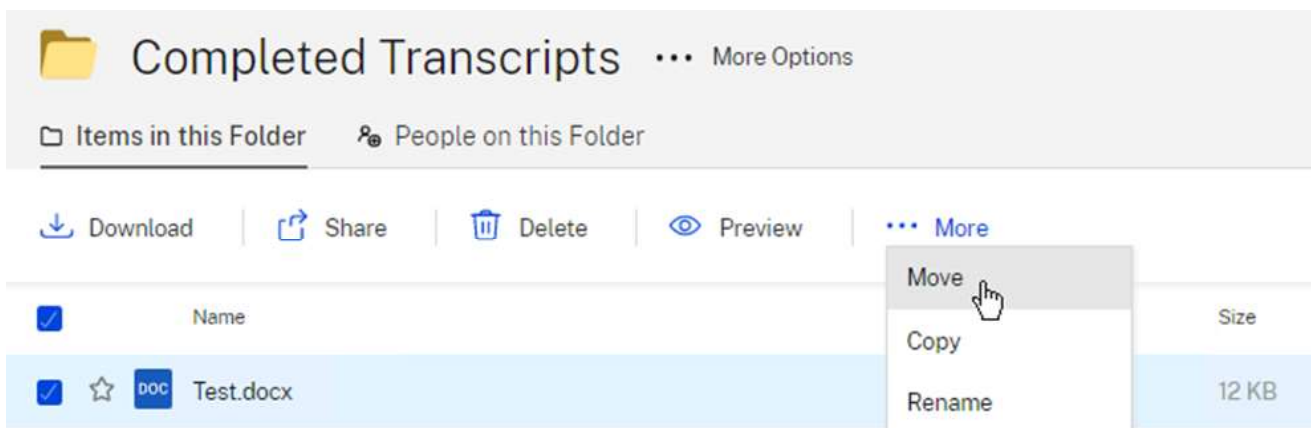 Completed Transcripts ••• More Options
Items in this Folder People on this Folder
Download Share Delete Preview ••• More
Move
Name Size
Copy
DOC Test.docx 12 KB
Rename